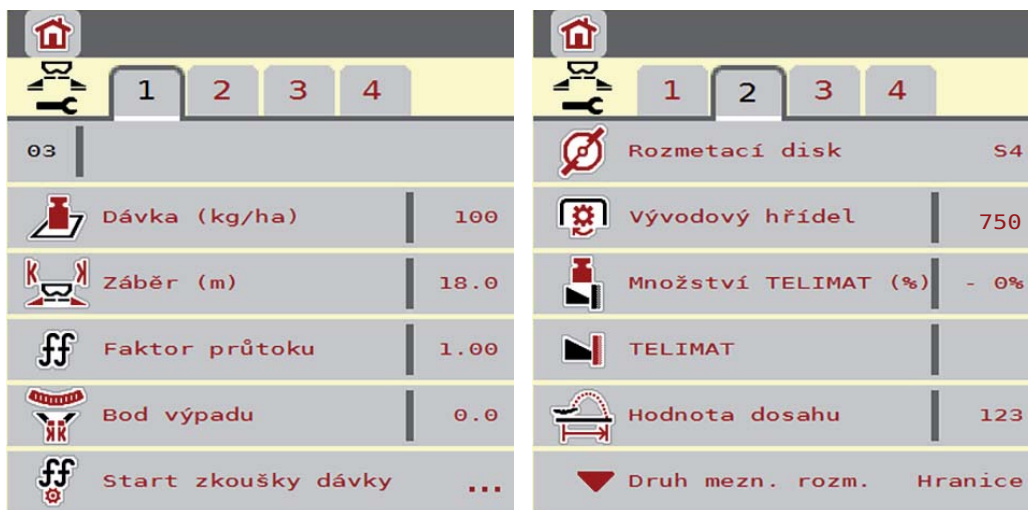 1 2 3 4
03
Dávka (kg/ha) 100
Záběr (m) 18.0
Faktor průtoku 1.00
Bod výpadu 0.0
Start zkoušky dávky ...
1 2 3 4
Rozmetací disk S4
Vývodový hřídel 750
Množství TELIMAT (%) - 0%
TELIMAT
Hodnota dosahu 123
Druh mezn. rozm. Hranice